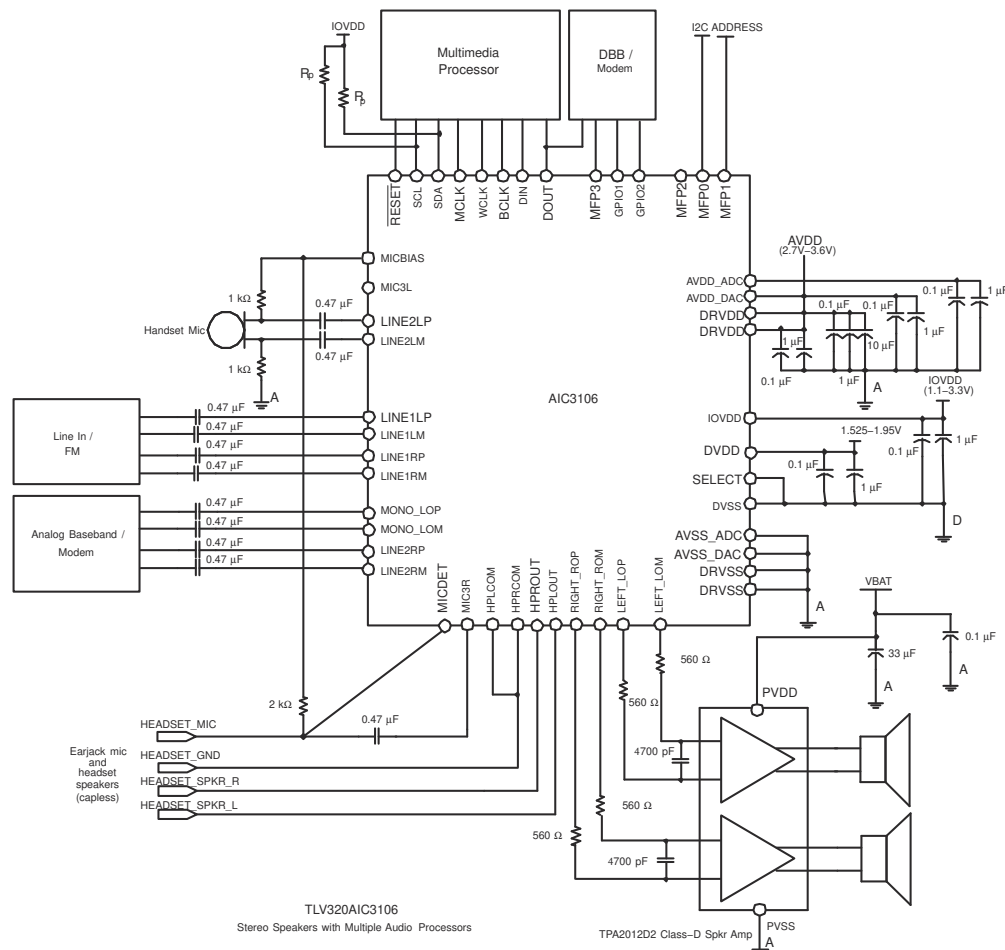 IOVDD
Rp
Rp
Multimedia
Processor
DBB /
Modem
I2C ADDRESS
RESET
SCL
SDA
MCLK
WCLK
BCLK
DIN
DOUT
MFP3
GPIO1
GPIO2
MFP2
MFP0
MFP1
MICBIAS
MIC3L
LINE2LP
LINE2LM
1 kΩ
0.47 µF
Handset Mic
0.47 µF
1 kΩ
A
AIC3106
AVDD
(2.7V−3.6V)
AVDD_ADC
AVDD_DAC
DRVDD
DRVDD
0.1 µF
0.1 µF
0.1 µF
1 µF
1 µF
10 µF
1 µF
0.1 µF
1 µF
A
IOVDD
(1.1−3.3V)
IOVDD
1.525−1.95V
DVDD
0.1 µF
1 µF
0.1 µF
1 µF
SELECT
DVSS
D
Line In /
FM
0.47 µF
0.47 µF
0.47 µF
0.47 µF
LINE1LP
LINE1LM
LINE1RP
LINE1RM
Analog Baseband /
Modem
0.47 µF
0.47 µF
0.47 µF
0.47 µF
MONO_LOP
MONO_LOM
LINE2RP
LINE2RM
AVSS_ADC
AVSS_DAC
DRVSS
DRVSS
A
MICDET
MIC3R
HPLCOM
HPRCOM
HPROUT
HPLOUT
RIGHT_ROP
RIGHT_ROM
LEFT_LOP
LEFT_LOM
VBAT
0.1 µF
33 µF
A
A
560 Ω
560 Ω
PVDD
2 kΩ
0.47 µF
HEADSET_MIC
HEADSET_GND
HEADSET_SPKR_R
HEADSET_SPKR_L
Earjack mic
and
headset
speakers
(capless)
4700 pF
560 Ω
560 Ω
4700 pF
TLV320AIC3106
Stereo Speakers with Multiple Audio Processors
TPA2012D2 Class−D Spkr Amp
PVSS
A